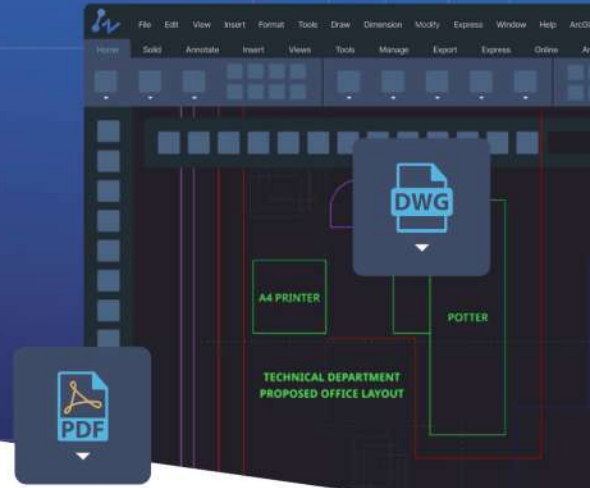 File Edit View Insert Format Tools Draw Dimension Modify Express Window Help ArcG
Home Solid Annotate Insert Views Tools Manage Export Express Online
DWG
A4 PRINTER
POTTER
TECHNICAL DEPARTMENT
PROPOSED OFFICE LAYOUT
PDF